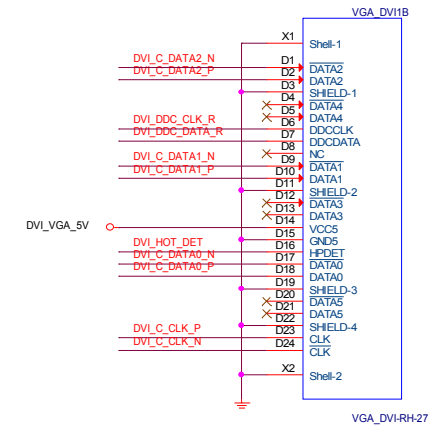 VGA_DVI1B
X1 Shell-1
DVI_C_DATA2_N D1 DATA2
DVI_C_DATA2_P D2 DATA2
D3 SHIELD-1
D4 DATA4
D5 DATA4
DVI_DDC_CLK_R D6 DDCCLK
DVI_DDC_DATA_R D7 DDCDATA
D8 NC
DVI_C_DATA1_N D9 DATA1
DVI_C_DATA1_P D10 DATA1
D11 SHIELD-2
D12 DATA3
D13 DATA3
DVI_VGA_5V D14 VCC5
D15 GND5
DVI_HOT_DET D16 HPDET
DVI_C_DATA0_N D17 DATA0
DVI_C_DATA0_P D18 DATA0
D19 SHIELD-3
D20 DATA5
D21 DATA5
D22 SHIELD-4
DVI_C_CLK_P D23 CLK
DVI_C_CLK_N D24 CLK
X2 Shell-2
VGA_DVI-RH-27